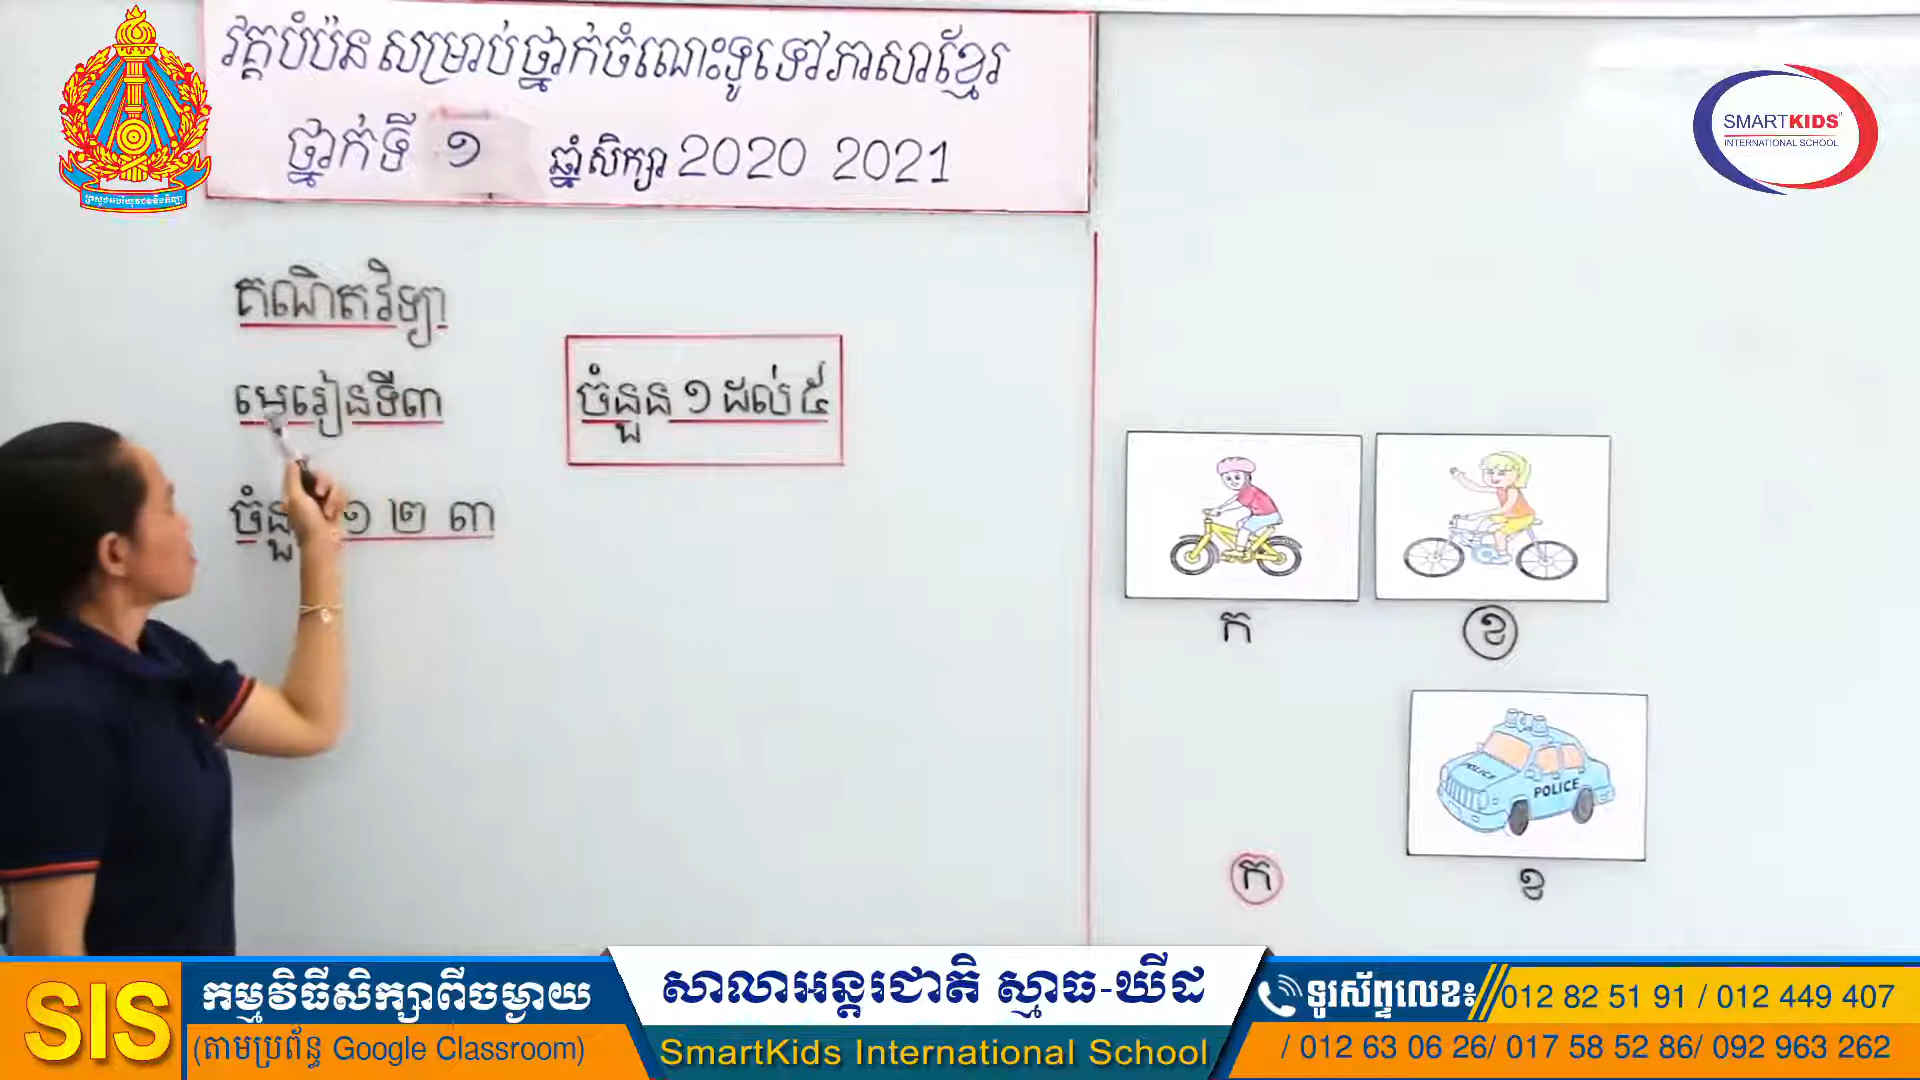 វគ្គបំប៉ន សម្រាប់ថ្នាក់ចំណេះទូទៅភាសាខ្មែរ
ថ្នាក់ទី ១ ឆ្នាំសិក្សា 2020 2021
SMARTKIDS
INTERNATIONAL SCHOOL
គណិតវិទ្យា
មេរៀនទី៣
ចំនួន ១ ដល់ ៥
១ ២ ៣
ក
ខ
POLICE
POLICE
ក
ខ
SIS
កម្មវិធីសិក្សាពីចម្ងាយ
(តាមប្រព័ន្ធ Google Classroom)
សាលាអន្តរជាតិ ស្មាធ-ឃីដ
SmartKids International School
ទូរស័ព្ទលេខ៖ 012 82 51 91 / 012 449 407
/ 012 63 06 26/ 017 58 52 86/ 092 963 262